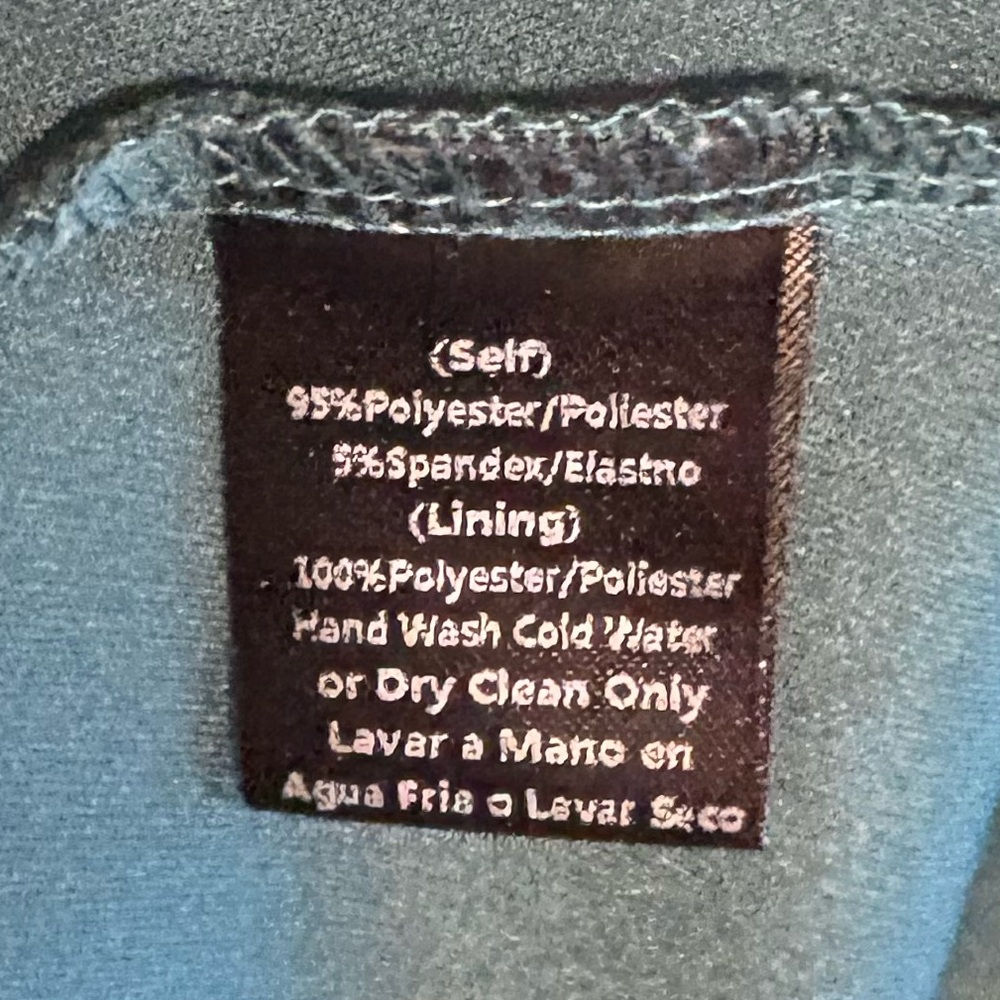 (Self)
95%Polyester/Poliester
5%Spandex/Elastno
(Lining)
100%Polyester/Poliester
Hand Wash Cold Water
or Dry Clean Only
Lavar a Mano en
Agua Fria o Lavar Seco